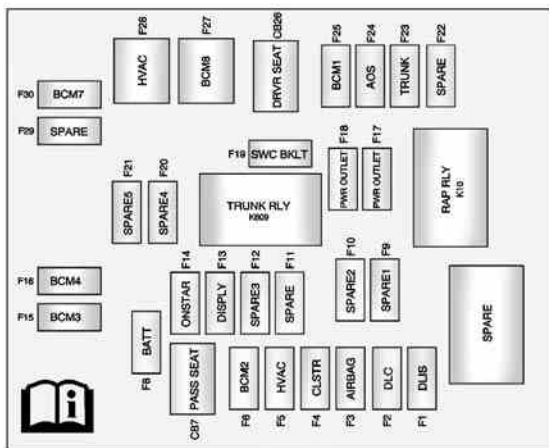 F28
F27
CB26
F25
F24
F23
F22
HVAC
BCM8
DRVR SEAT
BCM1
AOS
TRUNK
SPARE
F30 BCM7
F29 SPARE
F19 SWC BKLT
F18
F17
PWR OUTLET
PWR OUTLET
RAP RLY
K10
F21
F20
SPARE5
SPARE4
TRUNK RLY
K609
F16 BCM4
F15 BCM3
F14
F13
F12
F11
F10
F9
ONSTAR
DISPLY
SPARE3
SPARE
SPARE2
SPARE1
SPARE
BATT
F8
PASS SEAT
BCM2
HVAC
CLSTR
AIRBAG
DLC
DLIS
CB7
F6
F5
F4
F3
F2
F1
i